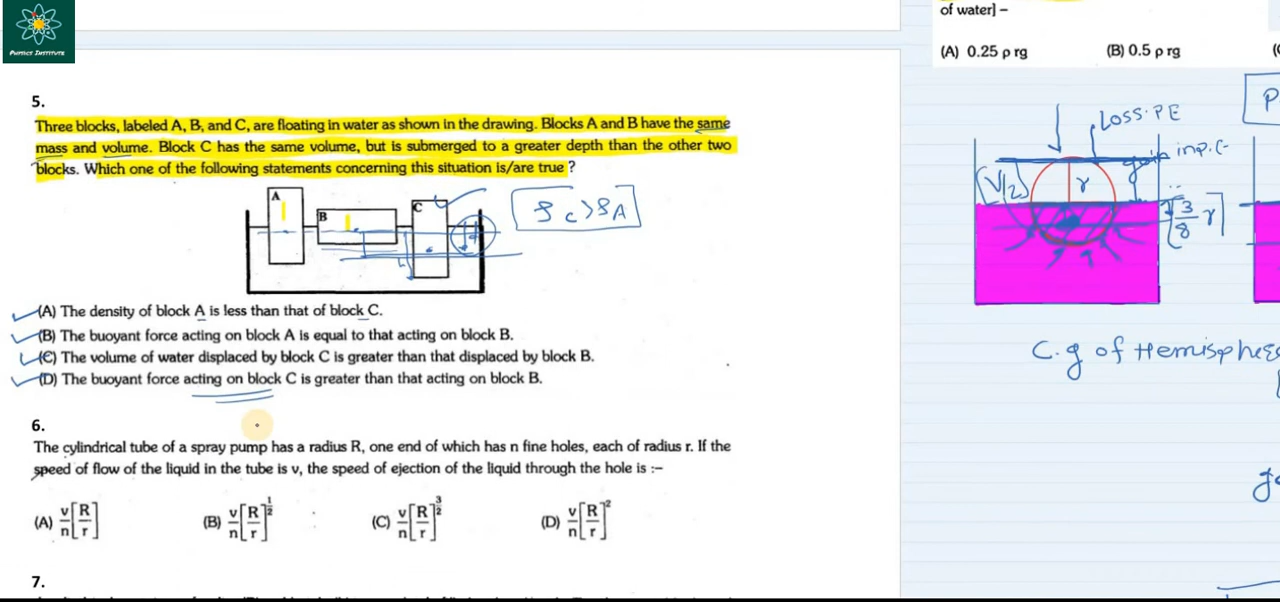 PHYSICS INSTITUTE
of water] –
(A) 0.25 ρ rg (B) 0.5 ρ rg
5.
Three blocks, labeled A, B, and C, are floating in water as shown in the drawing. Blocks A and B have the same
mass and volume. Block C has the same volume, but is submerged to a greater depth than the other two
blocks. Which one of the following statements concerning this situation is/are true ?
A
B
C
ρC > ρA
(A) The density of block A is less than that of block C.
(B) The buoyant force acting on block A is equal to that acting on block B.
(C) The volume of water displaced by block C is greater than that displaced by block B.
(D) The buoyant force acting on block C is greater than that acting on block B.
6.
The cylindrical tube of a spray pump has a radius R, one end of which has n fine holes, each of radius r. If the
speed of flow of the liquid in the tube is v, the speed of ejection of the liquid through the hole is :–
(A) v/n [R/r] (B) v/n [R/r]^1/2 (C) v/n [R/r]^3/2 (D) v/n [R/r]^2
7.
Loss. PE
gain in p.E
(V/2)
r
[3/8 r]
P
C.g of Hemisphe